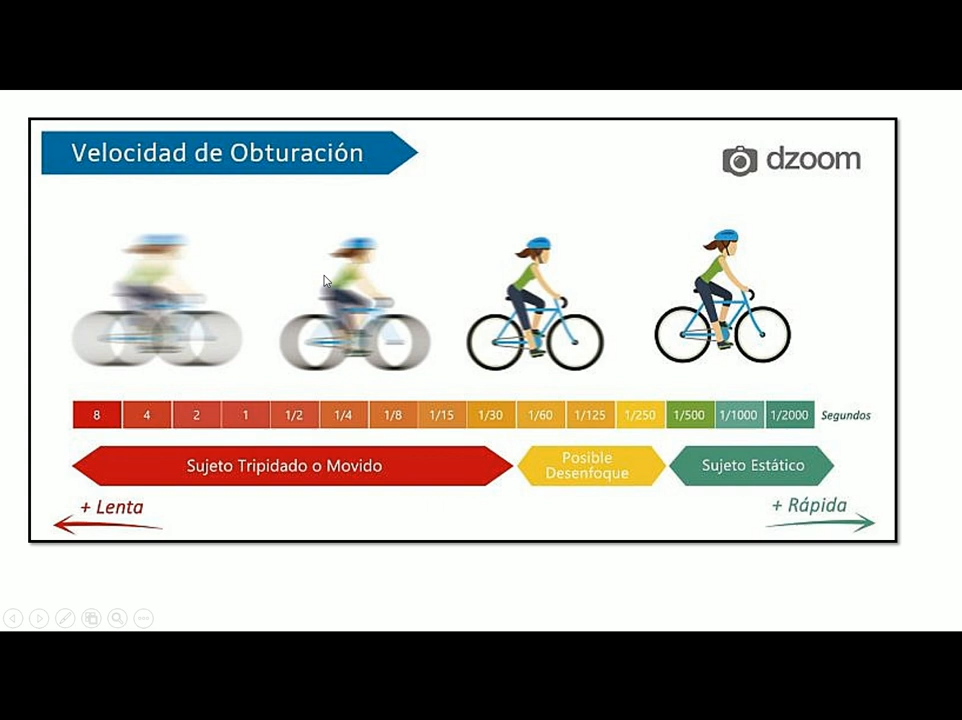 Velocidad de Obturación
dzoom
8 4 2 1 1/2 1/4 1/8 1/15 1/30 1/60 1/125 1/250 1/500 1/1000 1/2000 Segundos
Sujeto Tripidado o Movido
Posible
Desenfoque
Sujeto Estático
+ Lenta
+ Rápida